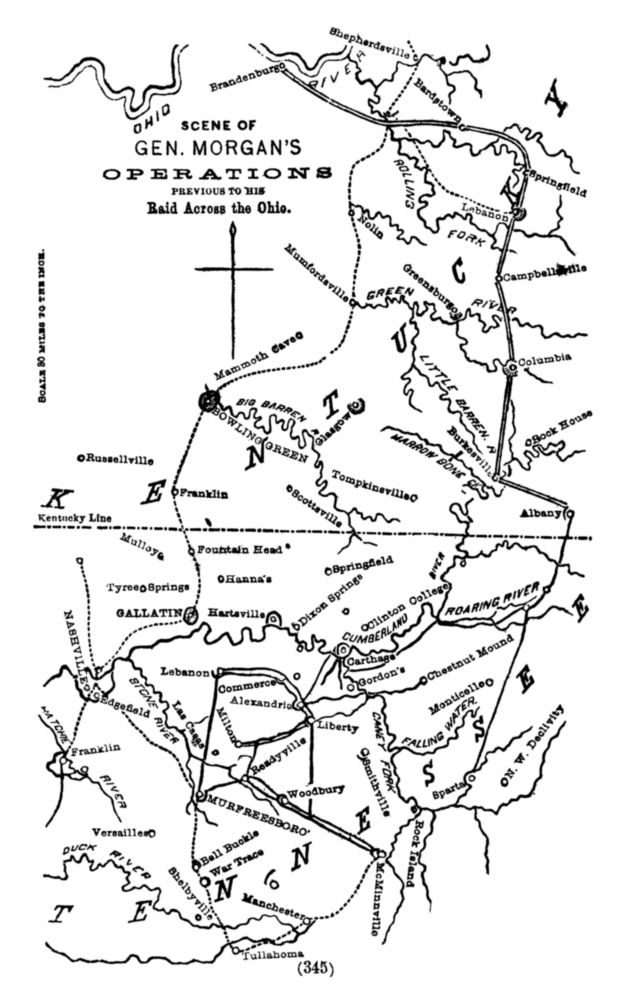 Shepherdsville
Brandenburg
RIVER
Bardstown
OHIO
K Y
SCENE OF
GEN. MORGAN'S
OPERATIONS
PREVIOUS TO HIS
Raid Across the Ohio.
SCALE 30 MILES TO THE INCH.
ROLLING
FORK
Springfield
Lebanon
Nolin
Mumfordsville
GREEN
RIVER
Greensburg
Campbellsville
C
U
Columbia
Mammoth Cave
LITTLE BARREN. R
T
BIG BARREN R
Glasgow
BOWLING GREEN
N
Rock House
Burkesville
MARROW BONE
Russellville
Tompkinsville
K E
Franklin
Scottsville
Albany
Kentucky Line
Mulloy
Fountain Head
Springfield
Hanna's
Tyree Springs
Dixon Springs
Clinton College
RIVER
ROARING RIVER
GALLATIN
Hartsville
CUMBERLAND
E
NASHVILLE
Edgefield
Carthage
Lebanon
Commerce
Gordon's
Chestnut Mound
Alexandria
Monticello
E
STONE RIVER
Las Casas
Milton
Liberty
CANEY FORK
FALLING WATER.
S
N. W. Declivity
HATCHIE
RIVER
Franklin
Readyville
Smithville
S
Sparta
Woodbury
MURFREESBORO'
E
Versailles
Rock Island
DUCK RIVER
Bell Buckle
War Trace
N
Shelbyville
N
McMinnville
Manchester
T E
Tullahoma
(345)